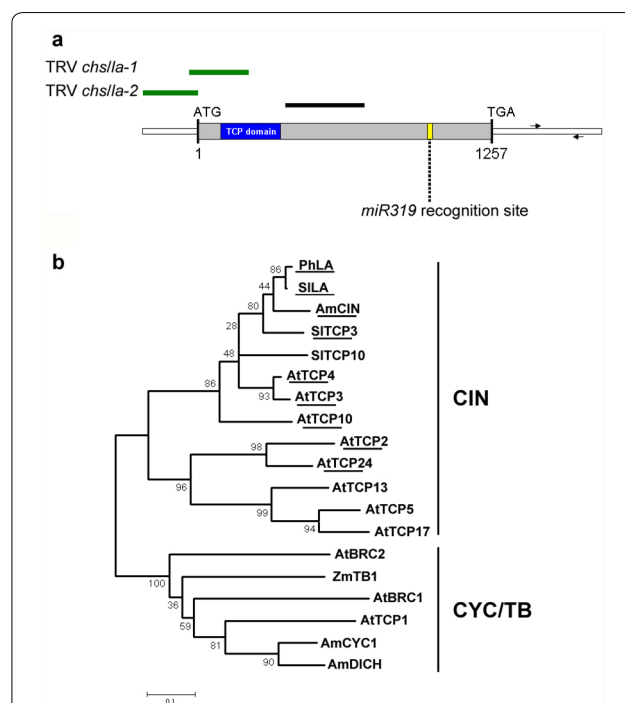 a
TRV chs/la-1
TRV chs/la-2
ATG
TGA
TCP domain
1
1257
miR319 recognition site
b
86
PhLA
44
SlLA
80
AmCIN
28
SlTCP3
48
SlTCP10
AtTCP4
86
93
AtTCP3
CIN
AtTCP10
98
AtTCP2
AtTCP24
96
AtTCP13
99
AtTCP5
94
AtTCP17
AtBRC2
100
ZmTB1
36
AtBRC1
59
CYC/TB
AtTCP1
81
AmCYC1
90
AmDICH
0.1